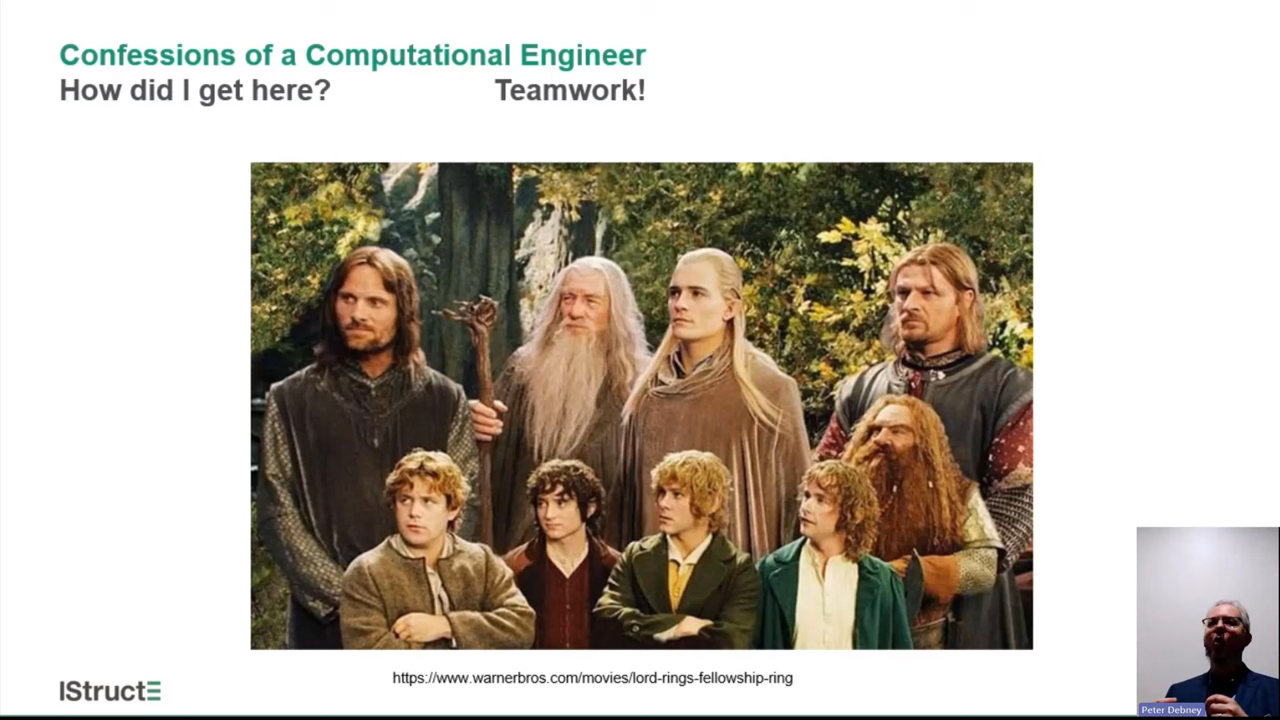 Confessions of a Computational Engineer
How did I get here? Teamwork!
https://www.warnerbros.com/movies/lord-rings-fellowship-ring
IStructE
Peter Debney